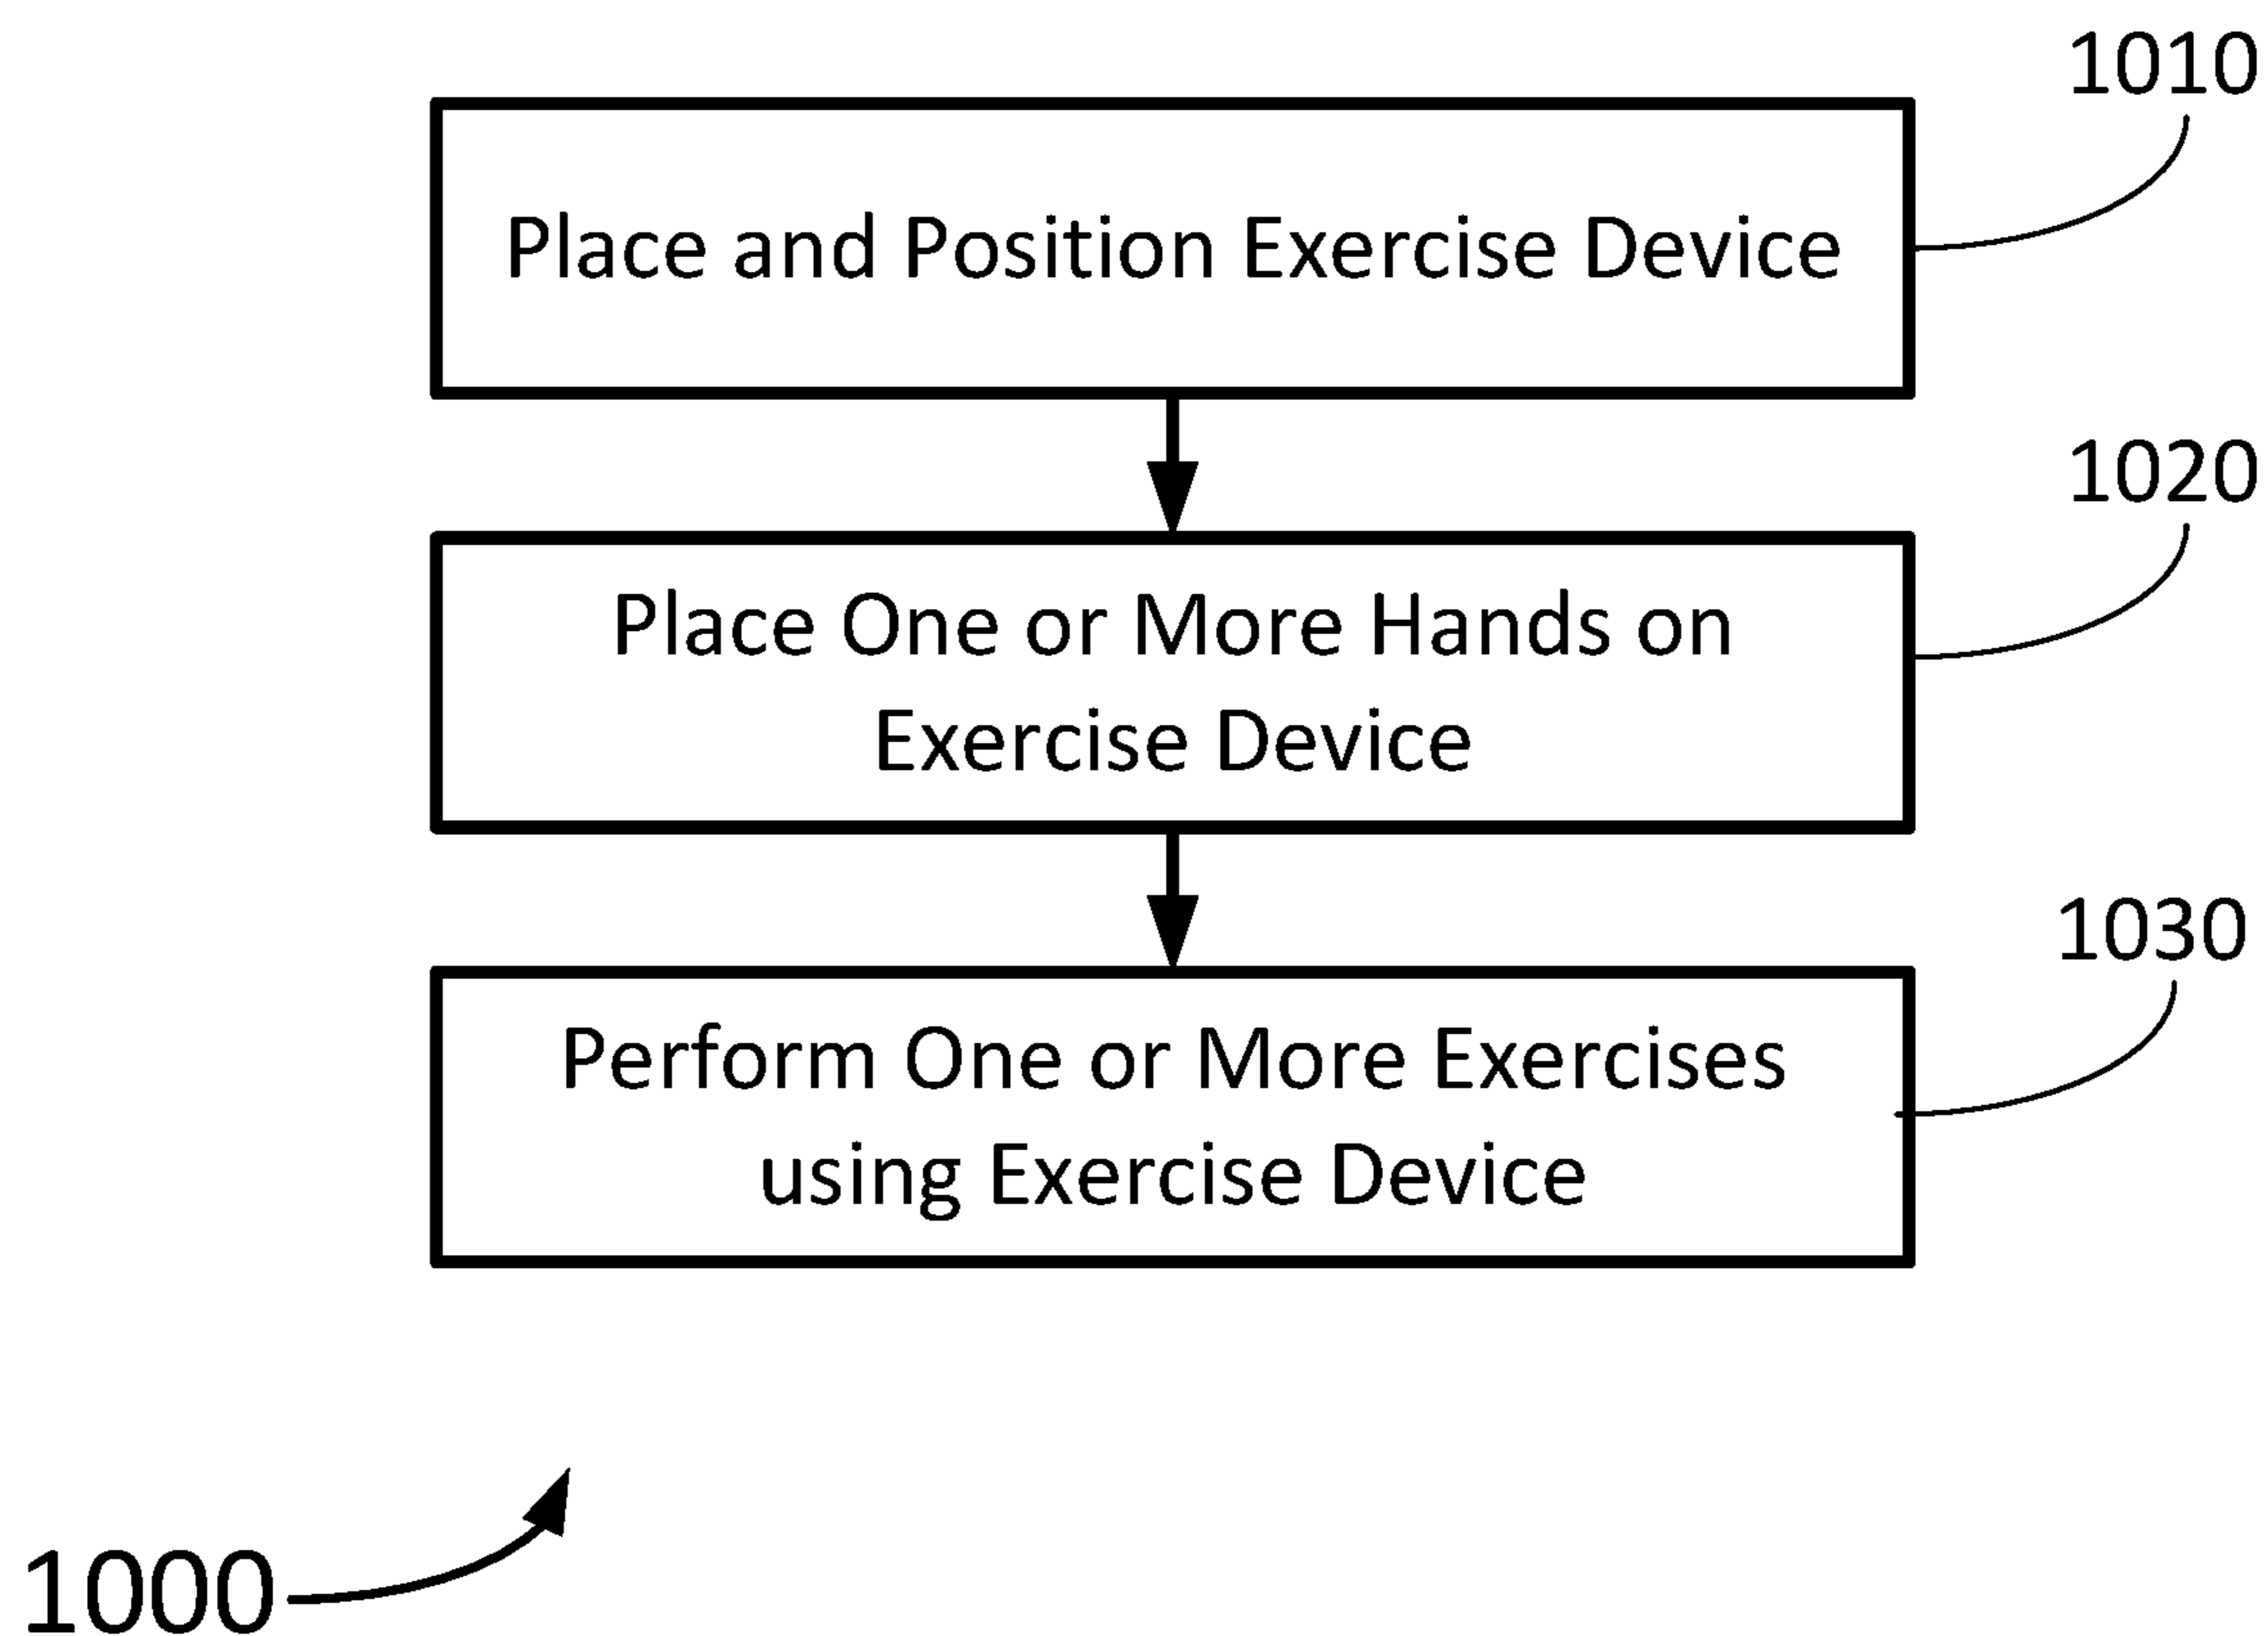 1010
Place and Position Exercise Device
1020
Place One or More Hands on
Exercise Device
1030
Perform One or More Exercises
using Exercise Device
1000